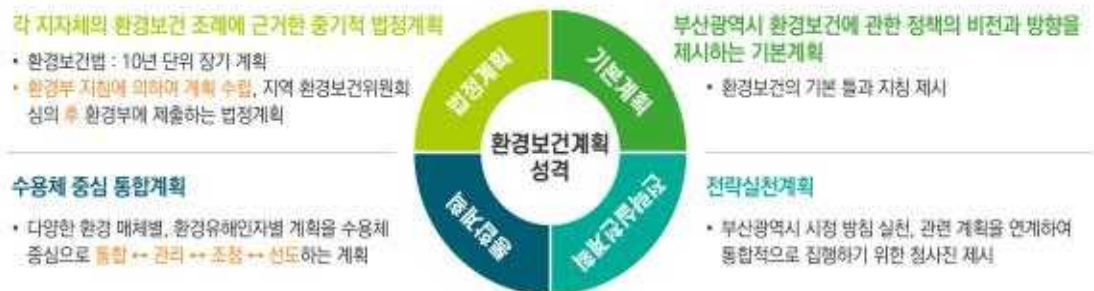 각 지자체의 환경보건 조례에 근거한 중기적 법정계획
• 환경보건법 : 10년 단위 장기 계획
• 환경부 지침에 의하여 계획 수립, 지역 환경보건위원회
심의 후 환경부에 제출하는 법정계획
부산광역시 환경보건에 관한 정책의 비전과 방향을
제시하는 기본계획
• 환경보건의 기본 틀과 지침 제시
법정계획
기본계획
환경보건계획
성격
통합계획
전략실천계획
수용체 중심 통합계획
• 다양한 환경 매체별, 환경유해인자별 계획을 수용체
중심으로 통합 ↔ 관리 ↔ 조정 ↔ 선도하는 계획
전략실천계획
• 부산광역시 시정 방침 실천, 관련 계획을 연계하여
통합적으로 집행하기 위한 청사진 제시